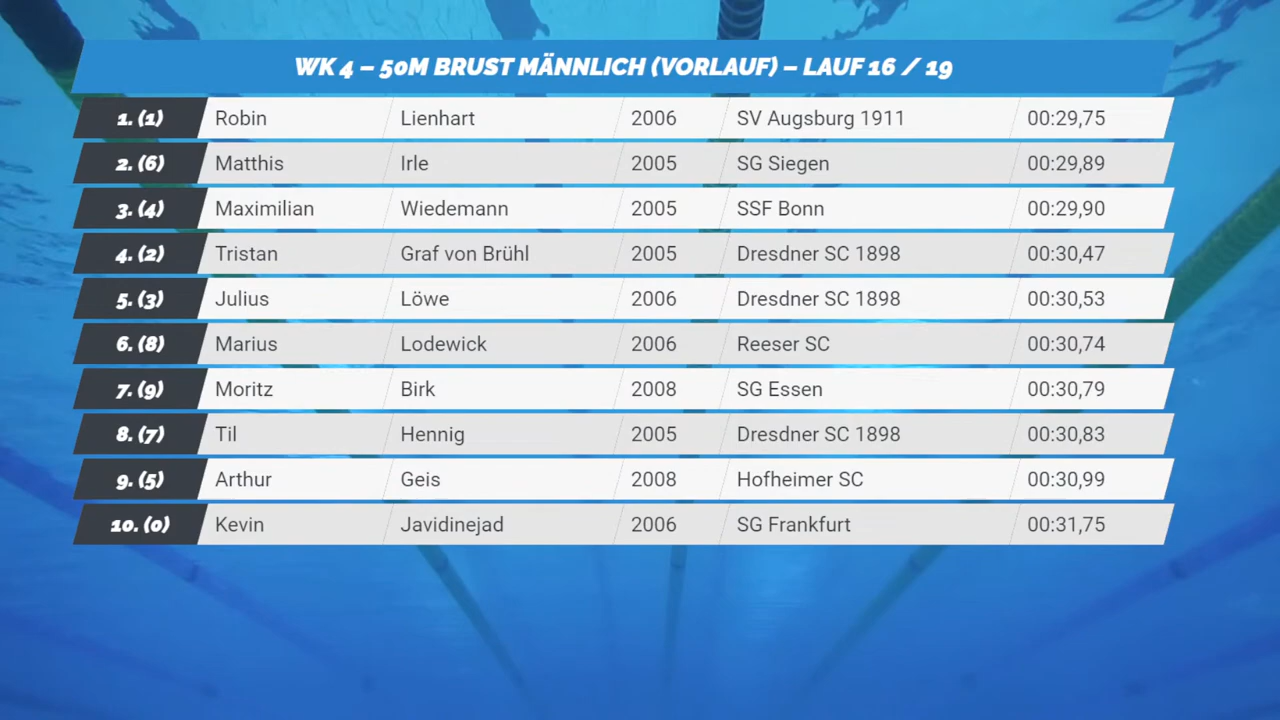 WK 4 – 50M BRUST MÄNNLICH (VORLAUF) – LAUF 16 / 19
1. (1) Robin Lienhart 2006 SV Augsburg 1911 00:29,75
2. (6) Matthis Irle 2005 SG Siegen 00:29,89
3. (4) Maximilian Wiedemann 2005 SSF Bonn 00:29,90
4. (2) Tristan Graf von Brühl 2005 Dresdner SC 1898 00:30,47
5. (3) Julius Löwe 2006 Dresdner SC 1898 00:30,53
6. (8) Marius Lodewick 2006 Reeser SC 00:30,74
7. (9) Moritz Birk 2008 SG Essen 00:30,79
8. (7) Til Hennig 2005 Dresdner SC 1898 00:30,83
9. (5) Arthur Geis 2008 Hofheimer SC 00:30,99
10. (0) Kevin Javidinejad 2006 SG Frankfurt 00:31,75